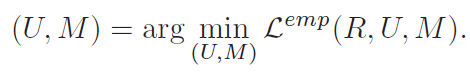 (U, M) = arg min_{(U,M)} ℒ^{emp}(R, U, M).